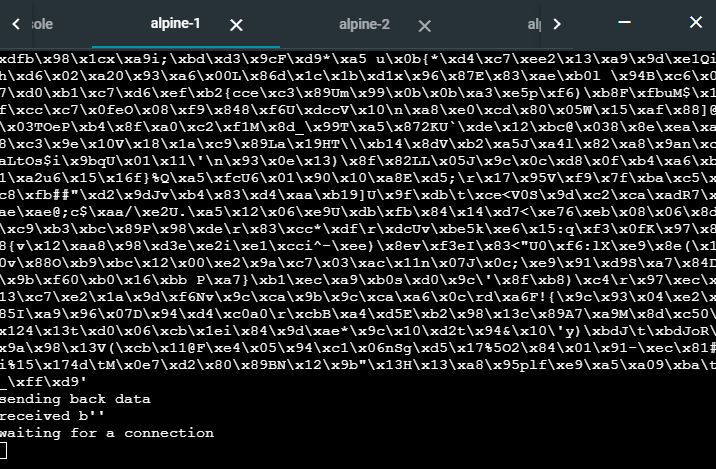 sole alpine-1 alpine-2 alp
xdfb\x98\x1cx\xa9i;\xbd\xd3\x9cF\xd9*\xa5 u\x0b{*\xd4\xc7\xee2\x13\xa9\x9d\xe1Qi
h\xd6\x02\xa20\x93\xa6\x00L\x86d\x1c\x1b\xd1x\x96\x87E\x83\xae\xb0l \x94B\xc6\x0
7\xd0\xb1\xc7\xd6\xef\xb2{cce\xc3\x89Um\x99\x0b\x0b\xa3\xe5p\xf6)\xb8F\xfbuM$\x1
f\xcc\xc7\x0feO\x08\xf9\x848\xf6U\xdccV\x10\n\xa8\xe0\xcd\x80\x05W\x15\xaf\x88]@
\x03TOeP\xb4\x8f\xa0\xc2\xf1M\x8d_\x99T\xa5\x872KU`\xde\x12\xbc@\x038\x8e\xea\xa
8\xc3\x9e\x10V\x18\x1a\xc9\x89La\x19HT\\\xb14\x8dV\xb2\xa5J\xa4l\x82\xa8\x9an\xc
aLtOs$i\x9bqU\x01\x11\'\n\x93\x0e\x13)\x8f\x82LL\x05J\x9c\x0c\xd8\x0f\xb4\xa6\xb
1\xa2u6\x15\x16f}%Q\xa5\xfcU6\x01\x90\x10\xa8E\xd5;\r\x17\x95V\xf9\x7f\xba\xc5\x
c8\xfb##"\xd2\x9dJv\xb4\x83\xd4\xaa\xb19]U\x9f\xdb\t\xce<V0S\x9d\xc2\xca\xadR7\x
ae\xae@;c$\xaa/\xe2U.\xa5\x12\x06\xe9U\xdb\xfb\x84\x14\xd7<\xe76\xeb\x08\x06\x8d
\xc9\xb3\xbc\x89P\x98\xde\r\x83\xcc*\xdf\r\xdcUv\xbe5k\xe6\x15:q\xf3\x0fK\x97\x8
8{v\x12\xaa8\x98\xd3e\xe2i\xe1\xcci^-\xee)\x8ev\xf3eI\x83<"U0\xf6:lX\xe9\x8e(\x1
0v\x88O\xb9\xbc\x12\x00\xe2\x9a\xc7\x03\xac\x11n\x07J\x0c;\xe9\x91\xd9S\xa7\x84D
\x9b\xf60\xb0\x16\xbb P\xa7}\xb1\xec\xa9\xb0s\xd0\x9c\'\x8f\xb8)\xc4\r\x97\xec\x
13\xc7\xe2\x1a\x9d\xf6Nv\x9c\xca\x9b\x9c\xca\xa6\x0c\rd\xa6F!{\x9c\x93\x04\xe2\x
85I\xa9\x96\x07D\x94\xd4\xc0a0\r\xcbB\xa4\xd5E\xb2\x98\x13c\x89A7\xa9M\x8d\xc50\
x124\x13t\xd0\x06\xcb\x1ei\x84\x9d\xae*\x9c\x10\xd2t\x94&\x10\'y)\xbdJ\t\xbdJoR\
x9a\x98\x13V(\xcb\x11@F\xe4\x05\x94\xc1\x06nSg\xd5\x17%5O2\x84\x01\x91-\xec\x81#
i%15\x174d\tM\x0e7\xd2\x80\x89BN\x12\x9b"\x13H\x13\xa8\x95plf\xe9\xa5\xa09\xba\t
_\xff\xd9'
sending back data
received b''
waiting for a connection